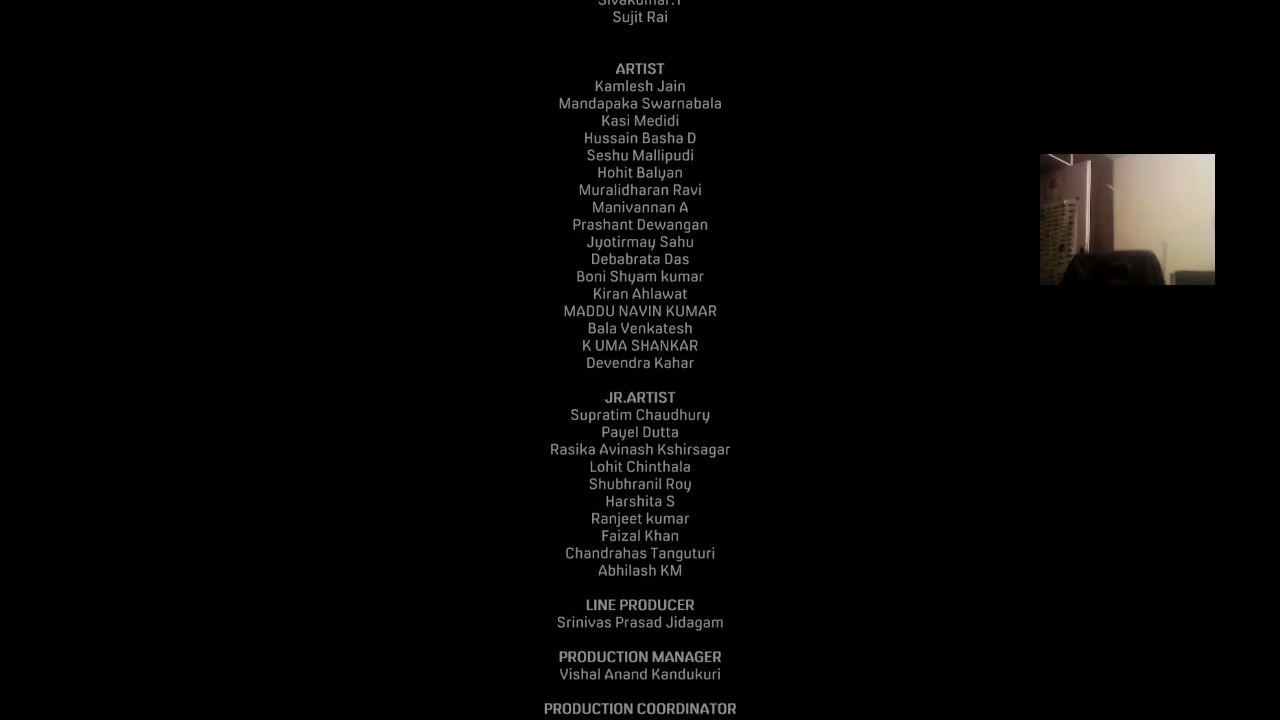 Sujit Rai
ARTIST
Kamlesh Jain
Mandapaka Swarnabala
Kasi Medidi
Hussain Basha D
Seshu Mallipudi
Hohit Balyan
Muralidharan Ravi
Manivannan A
Prashant Dewangan
Jyotirmay Sahu
Debabrata Das
Boni Shyam kumar
Kiran Ahlawat
MADDU NAVIN KUMAR
Bala Venkatesh
K UMA SHANKAR
Devendra Kahar
JR.ARTIST
Supratim Chaudhury
Payel Dutta
Rasika Avinash Kshirsagar
Lohit Chinthala
Shubhranil Roy
Harshita S
Ranjeet kumar
Faizal Khan
Chandrahas Tanguturi
Abhilash KM
LINE PRODUCER
Srinivas Prasad Jidagam
PRODUCTION MANAGER
Vishal Anand Kandukuri
PRODUCTION COORDINATOR